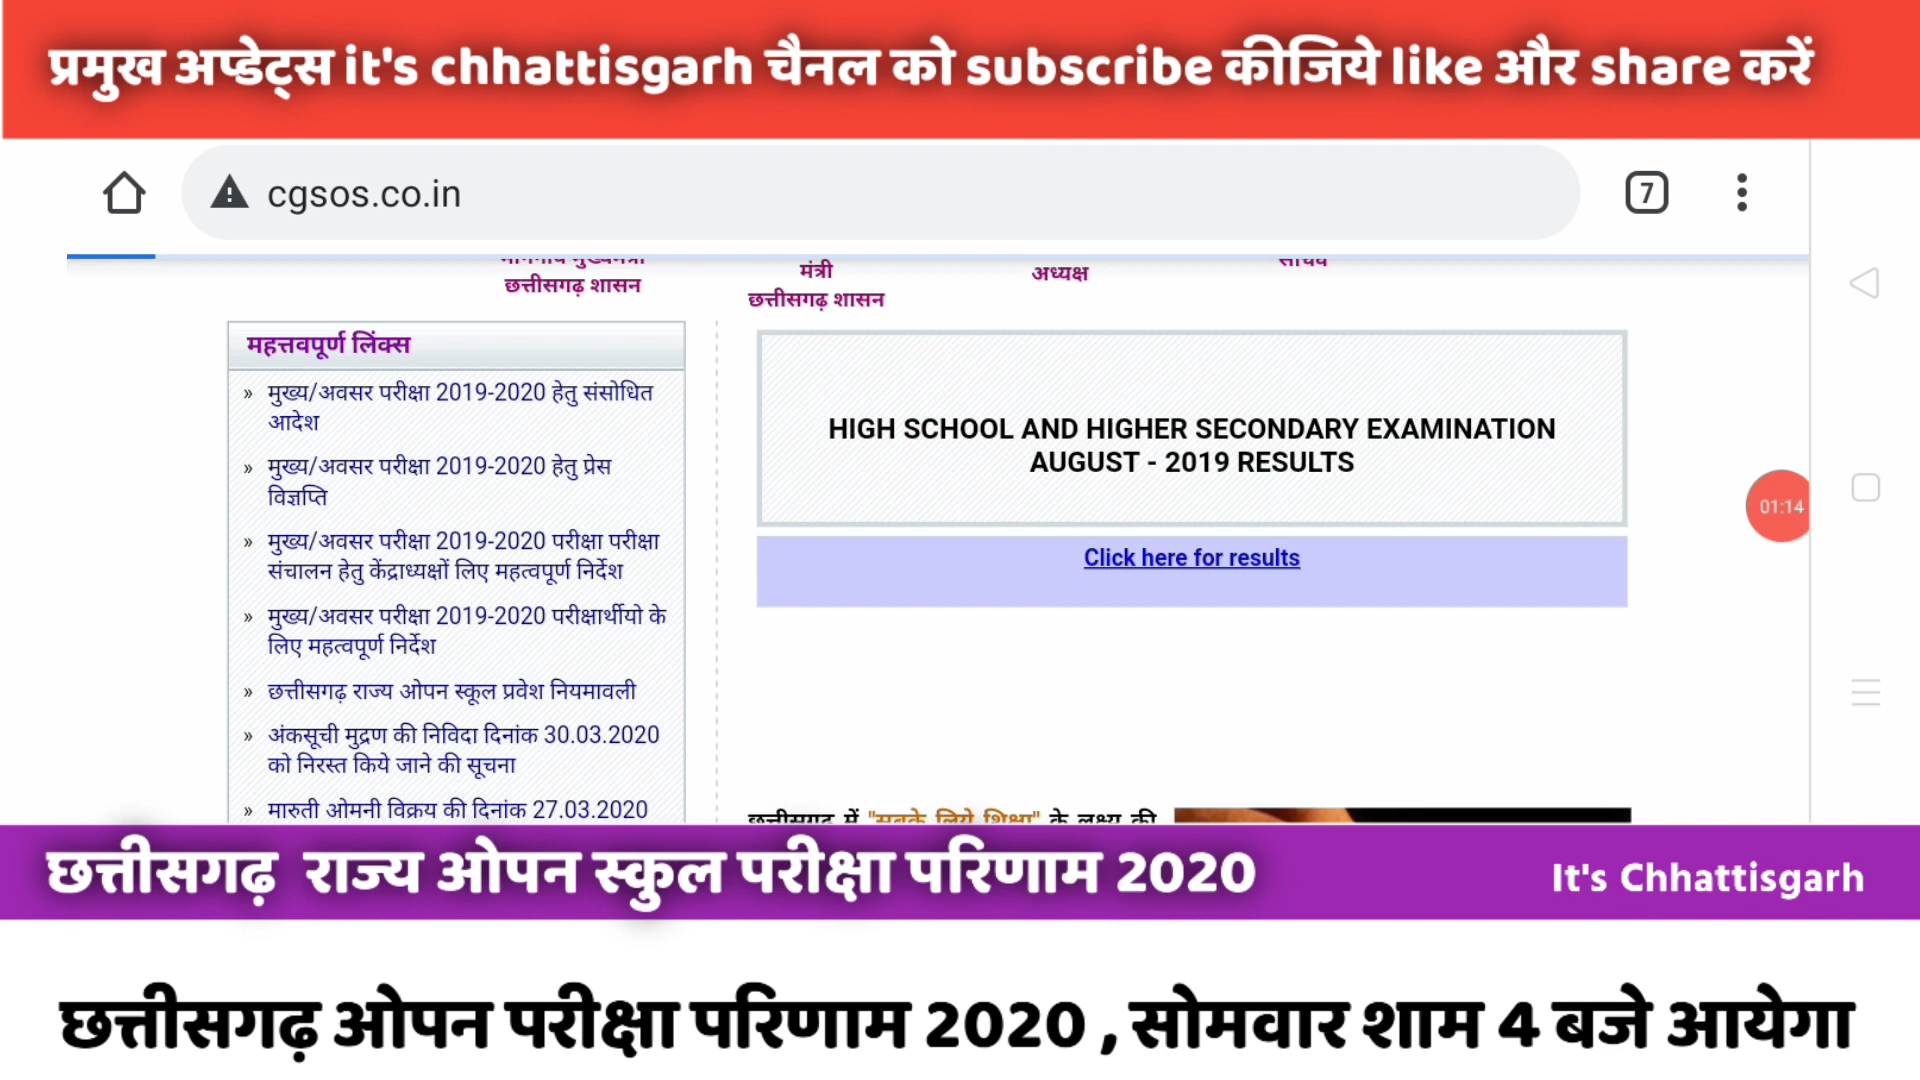 प्रमुख अप्डेट्स it's chhattisgarh चैनल को subscribe कीजिये like और share करें
cgsos.co.in
7
छत्तीसगढ़ शासन
मंत्री
छत्तीसगढ़ शासन
अध्यक्ष
महत्तवपूर्ण लिंक्स
» मुख्य/अवसर परीक्षा 2019-2020 हेतु संसोधित
आदेश
» मुख्य/अवसर परीक्षा 2019-2020 हेतु प्रेस
विज्ञप्ति
» मुख्य/अवसर परीक्षा 2019-2020 परीक्षा परीक्षा
संचालन हेतु केंद्राध्यक्षों लिए महत्वपूर्ण निर्देश
» मुख्य/अवसर परीक्षा 2019-2020 परीक्षार्थीयो के
लिए महत्वपूर्ण निर्देश
» छत्तीसगढ़ राज्य ओपन स्कूल प्रवेश नियमावली
» अंकसूची मुद्रण की निविदा दिनांक 30.03.2020
को निरस्त किये जाने की सूचना
» मारुती ओमनी विक्रय की दिनांक 27.03.2020
HIGH SCHOOL AND HIGHER SECONDARY EXAMINATION
AUGUST - 2019 RESULTS
Click here for results
01:14
छत्तीसगढ़ में "सबके लिये शिक्षा" के लक्ष्य की
छत्तीसगढ़ राज्य ओपन स्कुल परीक्षा परिणाम 2020
It's Chhattisgarh
छत्तीसगढ़ ओपन परीक्षा परिणाम 2020 , सोमवार शाम 4 बजे आयेगा